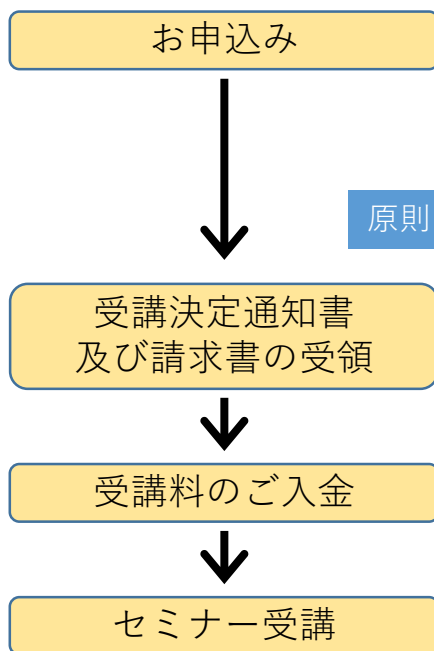 お申込み
原則
受講決定通知書
及び請求書の受領
受講料のご入金
セミナー受講